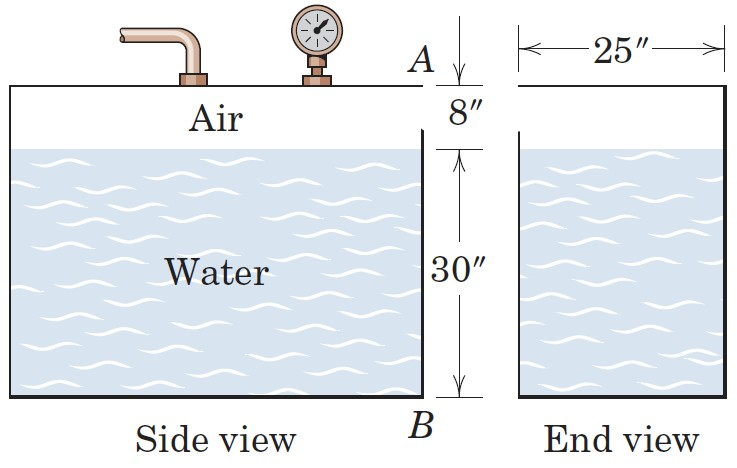 A
25″
8″
Air
Water
30″
B
Side view
End view